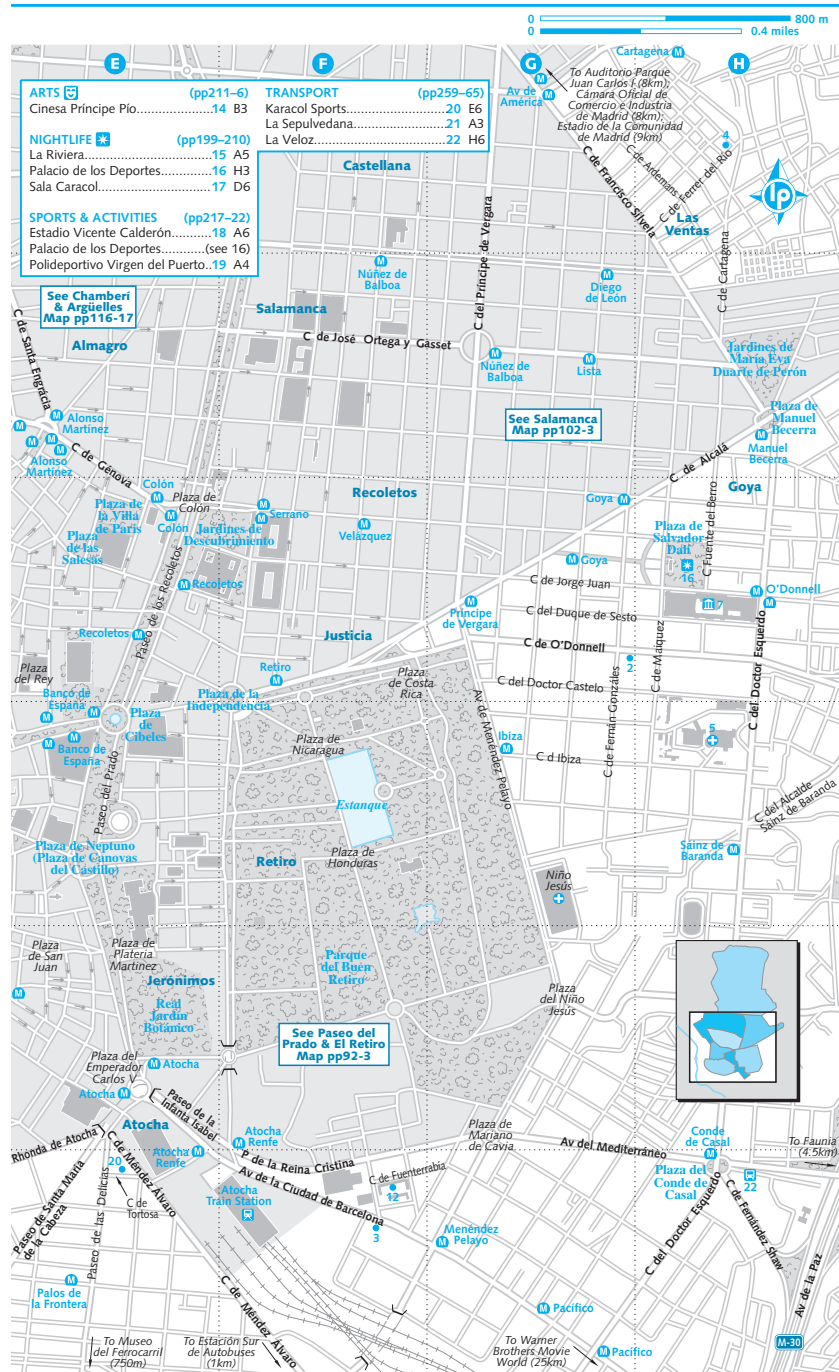 0 800 m
0 0.4 miles
E
F
G
H
ARTS (pp211–6)
Cinesa Príncipe Pío..................14 B3
NIGHTLIFE (pp199–210)
La Riviera................................15 A5
Palacio de los Deportes............16 H3
Sala Caracol............................17 D6
SPORTS & ACTIVITIES (pp217–22)
Estadio Vicente Calderón............18 A6
Palacio de los Deportes............(see 16)
Polideportivo Virgen del Puerto..19 A4
TRANSPORT (pp259–65)
Karacol Sports..........................20 E6
La Sepulvedana........................21 A3
La Veloz..................................22 H6
Cartagena
Av de
América
To Auditorio Parque
Juan Carlos I (8km);
Cámara Oficial de
Comercio e Industria
de Madrid (8km);
Estadio de la Comunidad
de Madrid (9km)
4
C de Ardemans
C de Ferrer del Río
C de Francisco Silvela
lp
Castellana
Las
Ventas
C del Príncipe de Vergara
C de Cartagena
Núñez de
Balboa
Diego
de León
See Chamberí
& Argüelles
Map pp116-17
Salamanca
Almagro
C de Santa Engrácia
C de José Ortega y Gasset
Núñez de
Balboa
Lista
Jardines de
María Eva
Duarte de Perón
See Salamanca
Map pp102-3
Plaza de
Manuel
Becerra
Manuel
Becerra
Alonso
Martínez
Alonso
Martínez
C de Génova
C de Alcalá
Colón
Plaza de
Colón
Recoletos
Goya
Goya
Plaza de
la Villa
de París
Colón
Serrano
Jardines de
Descubrimiento
Velázquez
Plaza de
Salvador
Dalí
C Fuente del Berro
Plaza
de las
Salesas
Goya
16
Recoletos
Paseo de los Recoletos
C de Jorge Juan
O'Donnell
Príncipe
de Vergara
C del Duque de Sesto
7
Recoletos
Justicia
C de O'Donnell
C de Máiquez
C del Doctor Esquerdo
Plaza
del Rey
Retiro
Plaza
de Costa
Rica
2
C del Doctor Castelo
Banco de
España
Plaza de la
Independencia
Plaza
de
Cibeles
Banco de
España
Plaza de
Nicaragua
Av de Menéndez Pelayo
Ibiza
C d Ibiza
C de Fernán Gonzáles
5
C del Alcalde
Sáinz de Baranda
Estanque
Paseo del Prado
Plaza de Neptuno
(Plaza de Canovas
del Castillo)
Retiro
Plaza de
Honduras
Sáinz de
Baranda
Niño
Jesús
Plaza
de San
Juan
Plaza de
Plateria
Martinez
Parque
del Buen
Retiro
Jerónimos
Real
Jardín
Botánico
Plaza
del Niño
Jesús
See Paseo del
Prado & El Retiro
Map pp92-3
Plaza del
Emperador
Carlos V
Atocha
Atocha
Paseo de la
Infanta Isabel
Atocha
Rhonda de Atocha
Atocha
Renfe
Atocha
Renfe
Plaza de
Mariano
de Cavia
Conde
de Casal
Av del Mediterráneo
To Faunia
(4.5km)
20
C de Méndez Álvaro
P de la Reina Cristina
C de Fuenterrabia
Plaza del
Conde de
Casal
22
Paseo de Santa María
de la Cabeza
Paseo de las Delicias
C de
Tortosa
Atocha
Train Station
Av de la Ciudad de Barcelona
12
3
Menéndez
Pelayo
C del Doctor Esquerdo
C de Fernández Shaw
Av de la Paz
Palos de
la Frontera
C de Méndez Álvaro
Pacífico
Pacífico
M-30
To Museo
del Ferrocarril
(750m)
To Estación Sur
de Autobuses
(1km)
To Warner
Brothers Movie
World (25km)